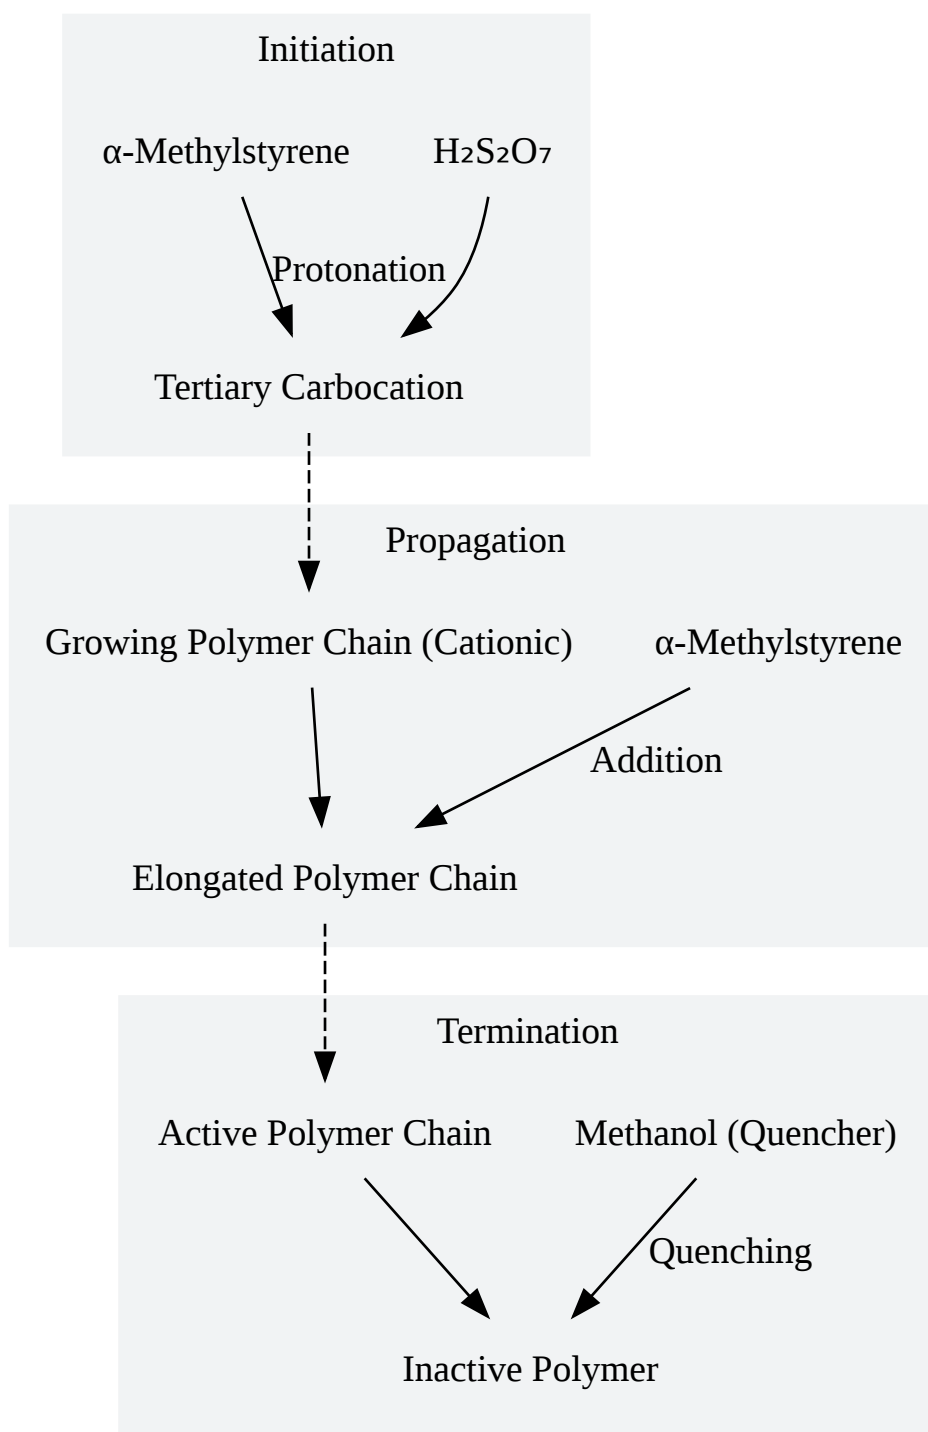 Initiation
α-Methylstyrene
H₂S₂O₇
Protonation
Tertiary Carbocation
Propagation
Growing Polymer Chain (Cationic)
α-Methylstyrene
Addition
Elongated Polymer Chain
Termination
Active Polymer Chain
Methanol (Quencher)
Quenching
Inactive Polymer